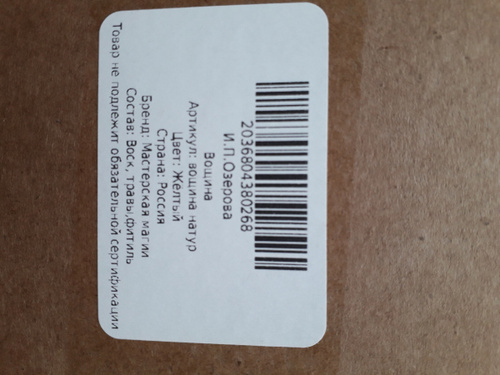 2036804380268
И.П.Озерова
Вощина
Артикул: вощина натур
Цвет: Желтый
Страна: Россия
Бренд: Мастерская магии
Состав: Воск, травы,фитиль
Товар не подлежит обязательной сертификации